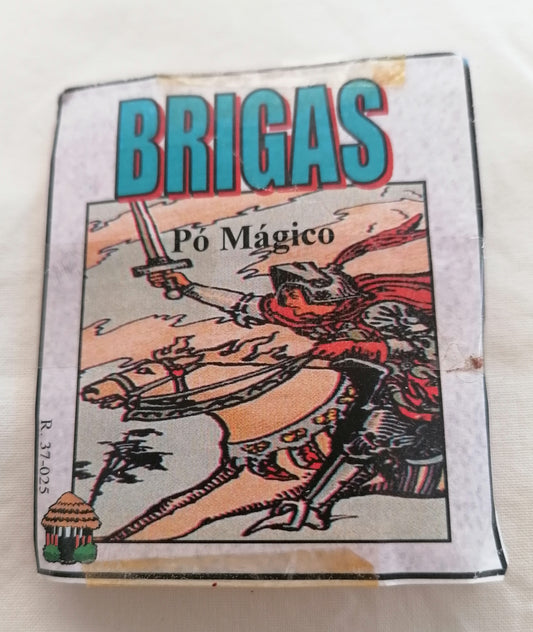 BRIGAS
Pó Mágico
R. 37-025